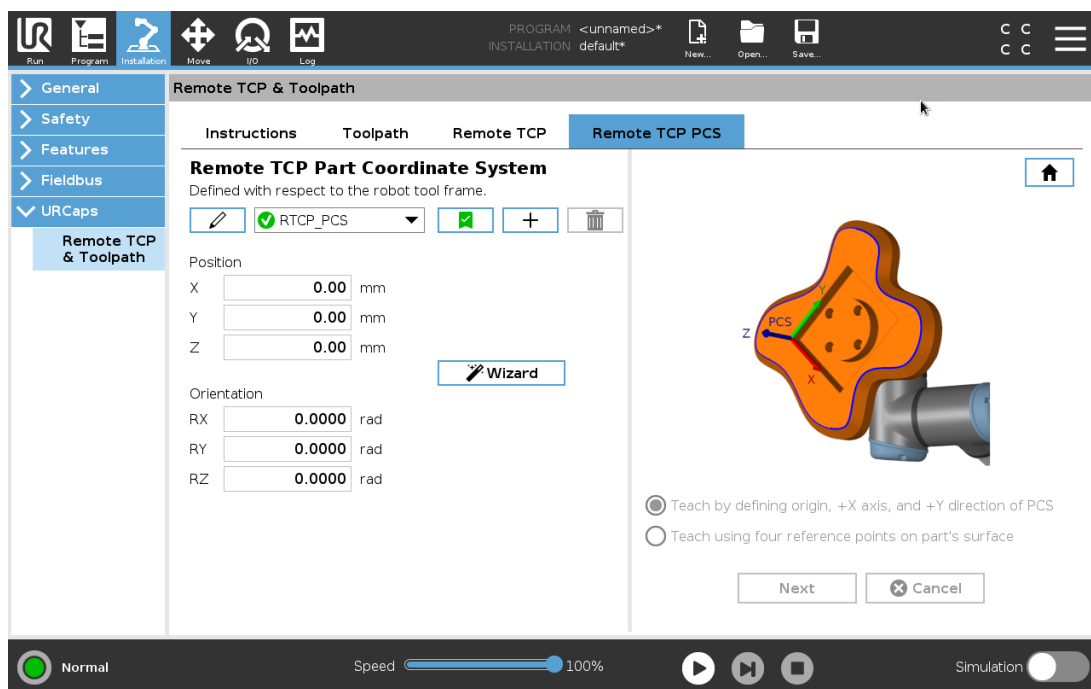 PROGRAM <unnamed>*
INSTALLATION default*
UR
Run
Program
Installation
Move
I/O
Log
New...
Open...
Save...
C C
C C
General
Safety
Features
Fieldbus
URCaps
Remote TCP
& Toolpath
Remote TCP & Toolpath
Instructions
Toolpath
Remote TCP
Remote TCP PCS
Remote TCP Part Coordinate System
Defined with respect to the robot tool frame.
RTCP_PCS
Position
X 0.00 mm
Y 0.00 mm
Z 0.00 mm
Wizard
Orientation
RX 0.0000 rad
RY 0.0000 rad
RZ 0.0000 rad
Y
PCS
Z
X
Teach by defining origin, +X axis, and +Y direction of PCS
Teach using four reference points on part's surface
Next
Cancel
Normal
Speed 100%
Simulation